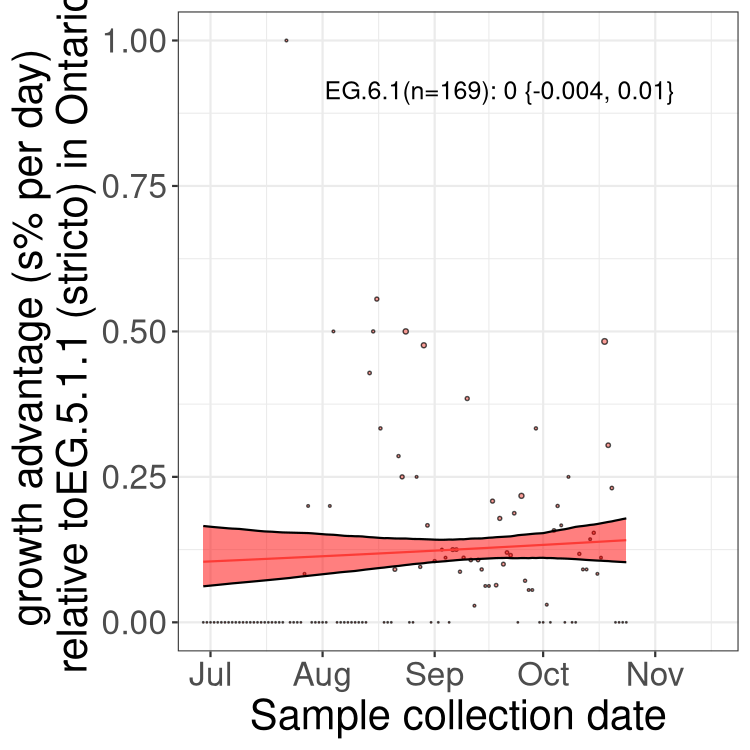 growth advantage (s% per day)
relative toEG.5.1.1 (stricto) in Ontario
1.00
0.75
0.50
0.25
0.00
EG.6.1(n=169): 0 {-0.004, 0.01}
Jul Aug Sep Oct Nov
Sample collection date